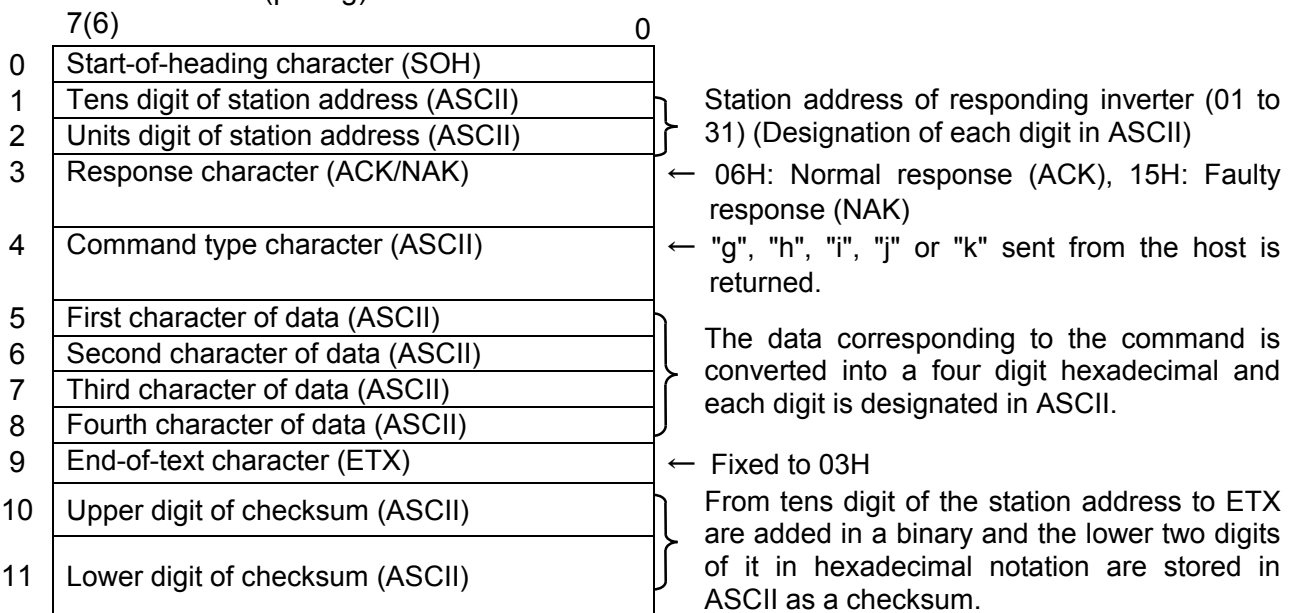 7(6) 0
0 Start-of-heading character (SOH)
1 Tens digit of station address (ASCII) Station address of responding inverter (01 to
2 Units digit of station address (ASCII) 31) (Designation of each digit in ASCII)
3 Response character (ACK/NAK) ← 06H: Normal response (ACK), 15H: Faulty
response (NAK)
4 Command type character (ASCII) ← "g", "h", "i", "j" or "k" sent from the host is
returned.
5 First character of data (ASCII)
6 Second character of data (ASCII) The data corresponding to the command is
7 Third character of data (ASCII) converted into a four digit hexadecimal and
8 Fourth character of data (ASCII) each digit is designated in ASCII.
9 End-of-text character (ETX) ← Fixed to 03H
10 Upper digit of checksum (ASCII) From tens digit of the station address to ETX
are added in a binary and the lower two digits
11 Lower digit of checksum (ASCII) of it in hexadecimal notation are stored in
ASCII as a checksum.